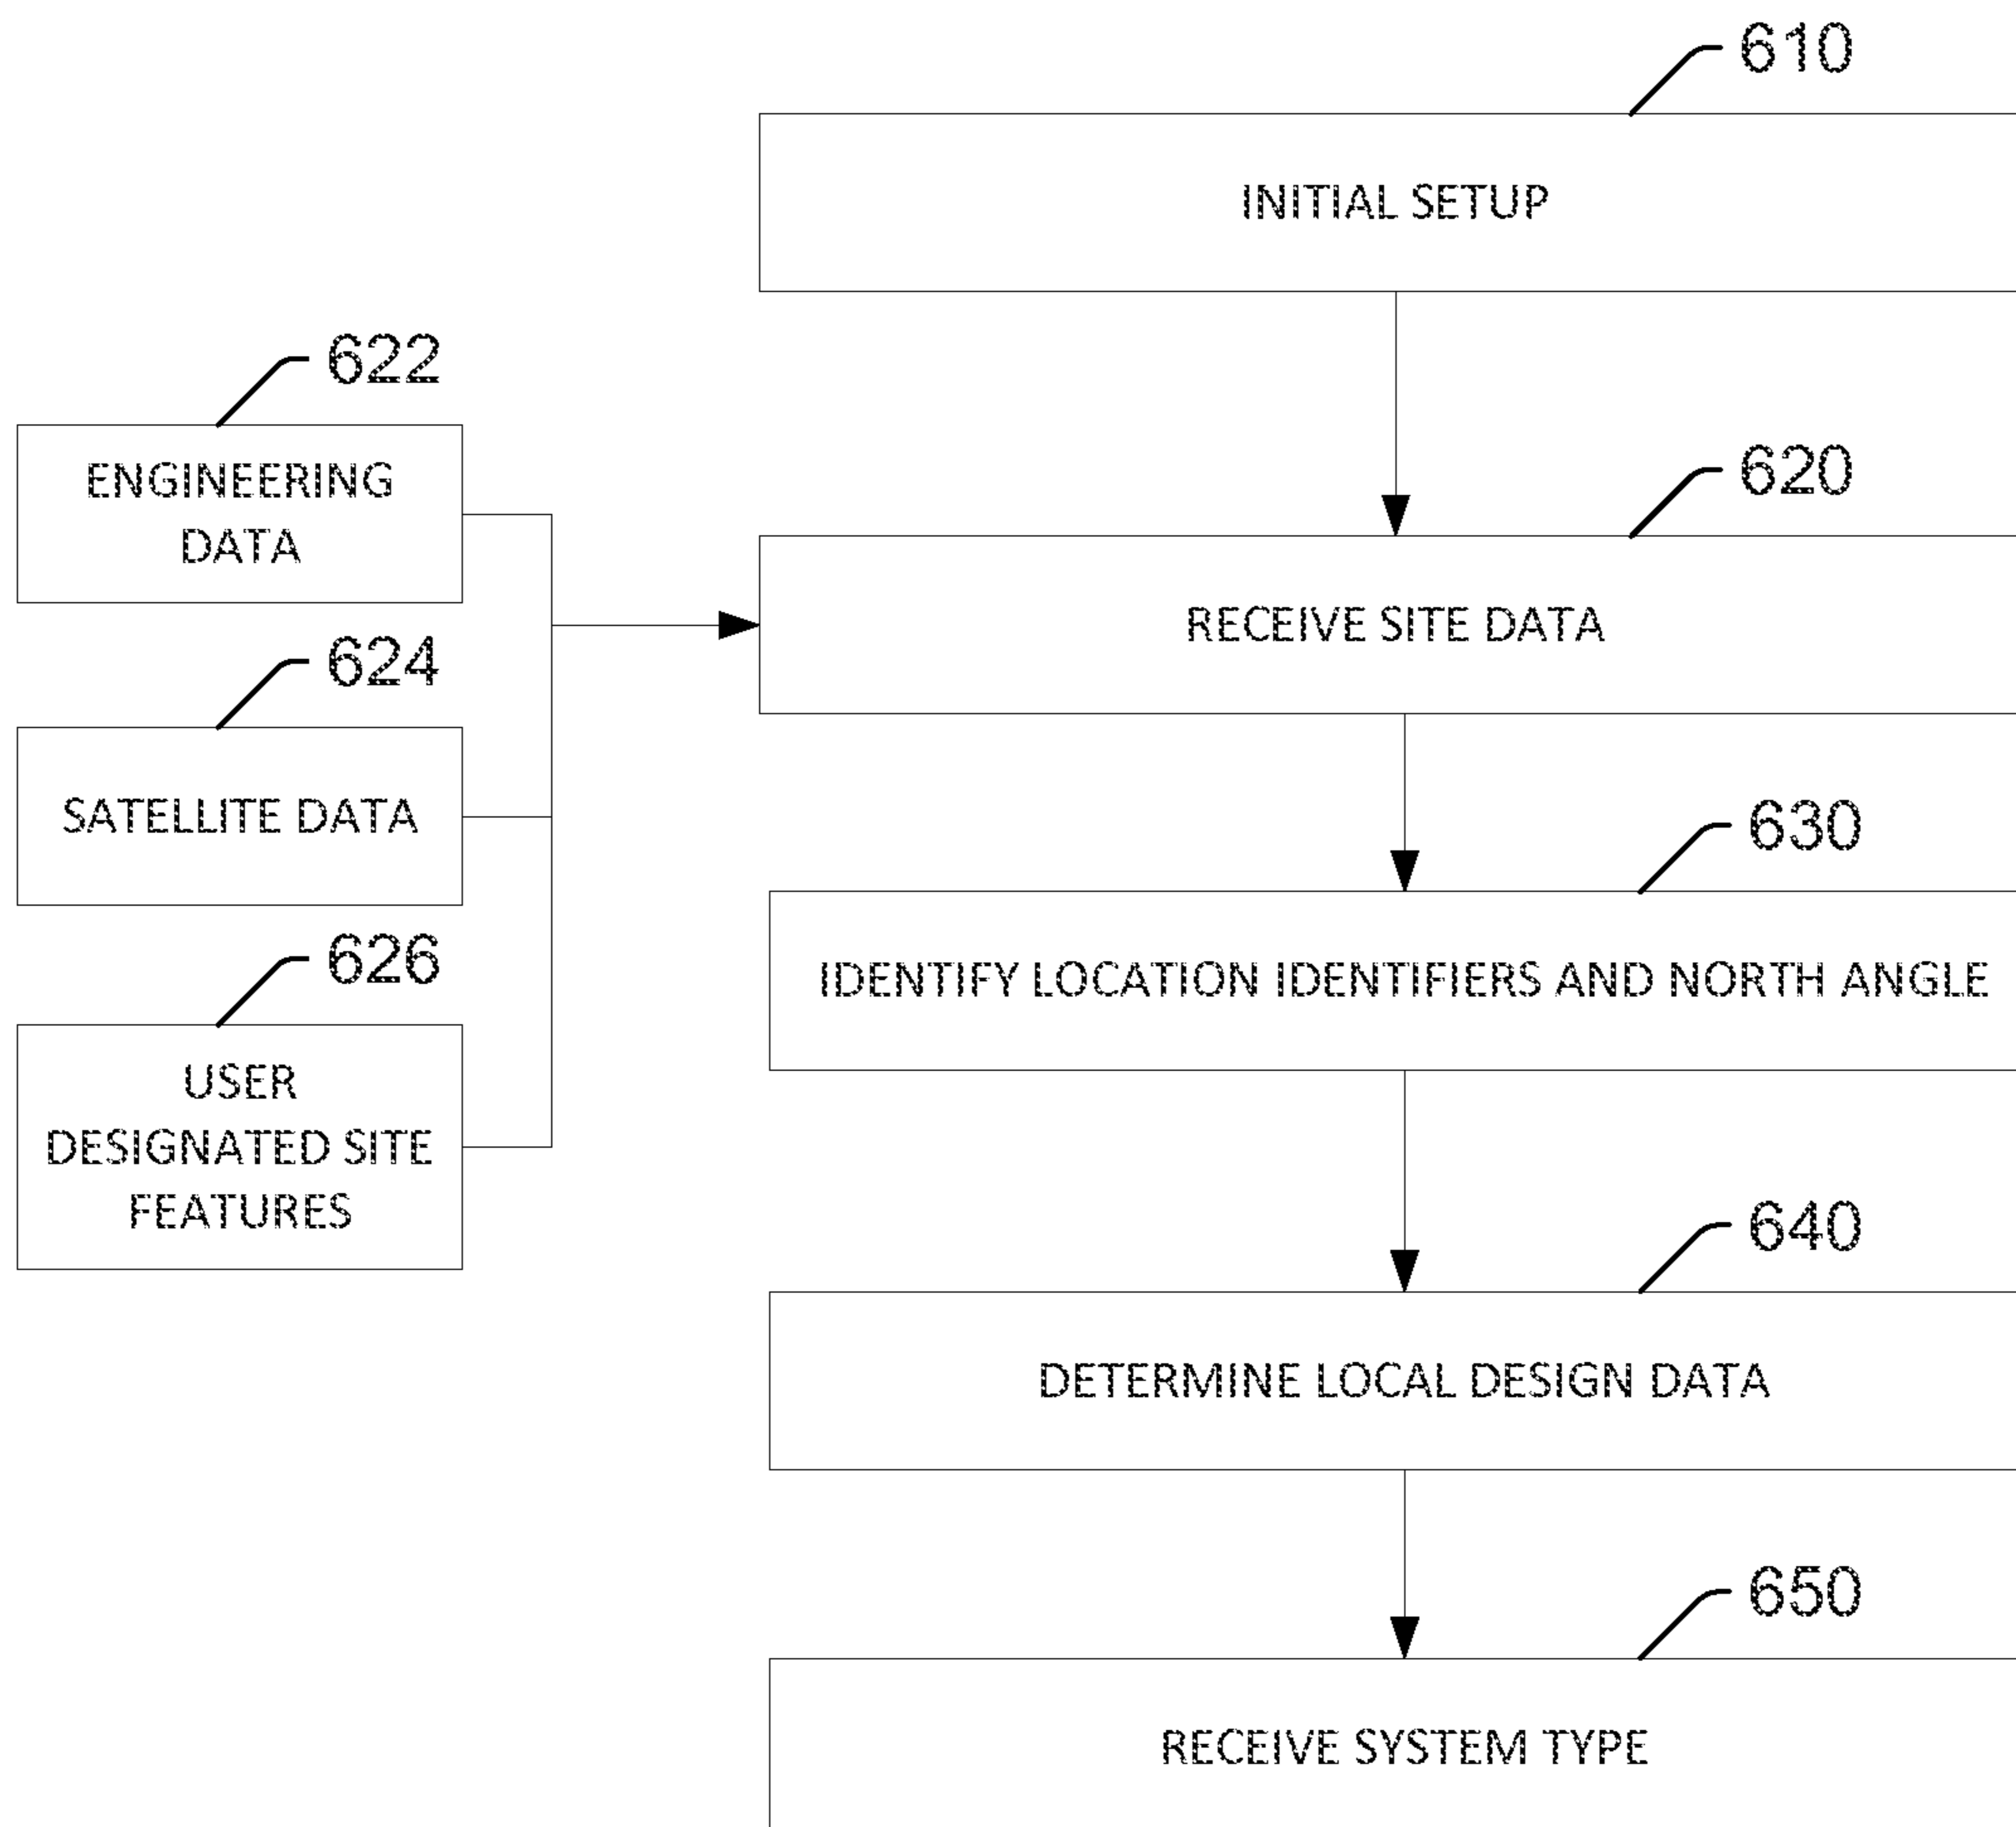 610
INITIAL SETUP
622
ENGINEERING
DATA
620
RECEIVE SITE DATA
624
SATELLITE DATA
630
IDENTIFY LOCATION IDENTIFIERS AND NORTH ANGLE
626
USER
DESIGNATED SITE
FEATURES
640
DETERMINE LOCAL DESIGN DATA
650
RECEIVE SYSTEM TYPE